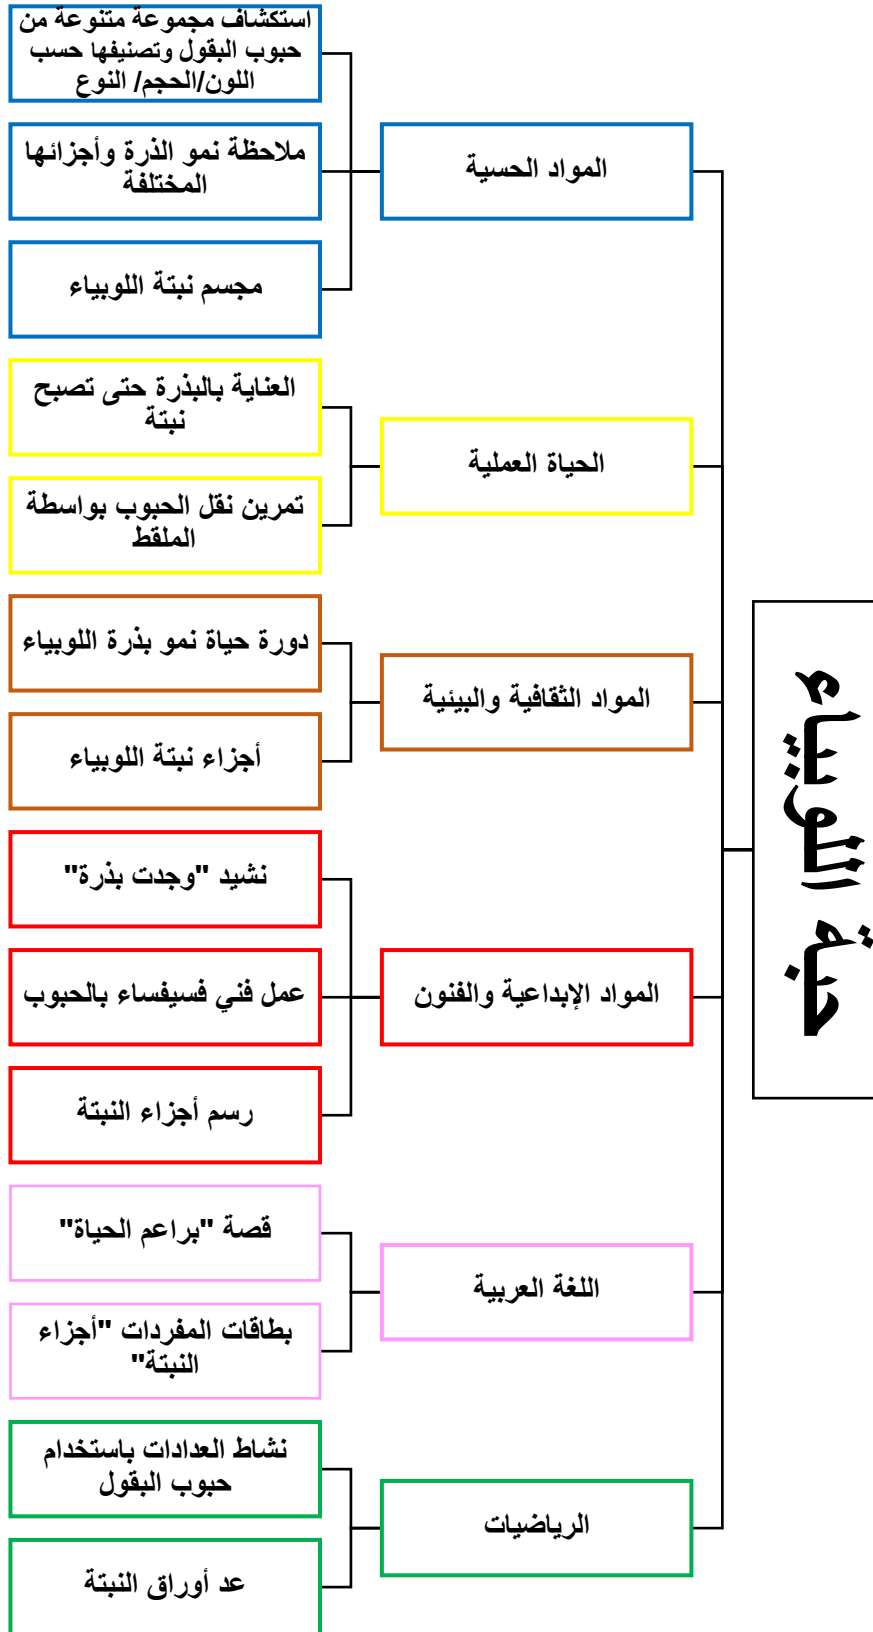 حبة اللوبياء
المواد الحسية
استكشاف مجموعة متنوعة من
حبوب البقول وتصنيفها حسب
اللون/الحجم/ النوع
ملاحظة نمو الذرة وأجزائها
المختلفة
مجسم نبتة اللوبياء
الحياة العملية
العناية بالبذرة حتى تصبح
نبتة
تمرين نقل الحبوب بواسطة
الملقط
المواد الثقافية والبيئية
دورة حياة نمو بذرة اللوبياء
أجزاء نبتة اللوبياء
المواد الإبداعية والفنون
نشيد "وجدت بذرة"
عمل فني فسيفساء بالحبوب
رسم أجزاء النبتة
اللغة العربية
قصة "براعم الحياة"
بطاقات المفردات "أجزاء
النبتة"
الرياضيات
نشاط العدادات باستخدام
حبوب البقول
عد أوراق النبتة